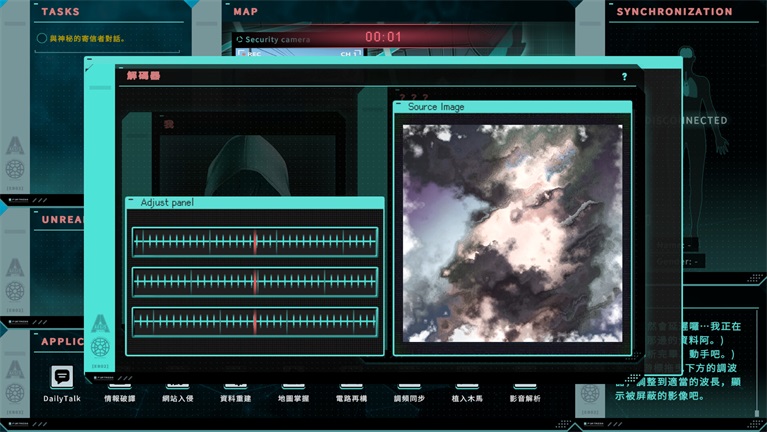 TASKS
與神秘的寄信者對話。
MAP
Security camera
00:01
REC
CH 1
SYNCHRONIZATION
DISCONNECTED
解碼器
?
? ? ?
我
Source Image
Adjust panel
UNREA
APPLIC
DailyTalk
情報破譯
網站入侵
資料重建
地圖掌握
電路再構
調頻同步
植入木馬
影音解析
…我正在
資料阿。)
動手吧。)
下方的調波
調整到適當的波長,顯
示被屏蔽的影像吧。